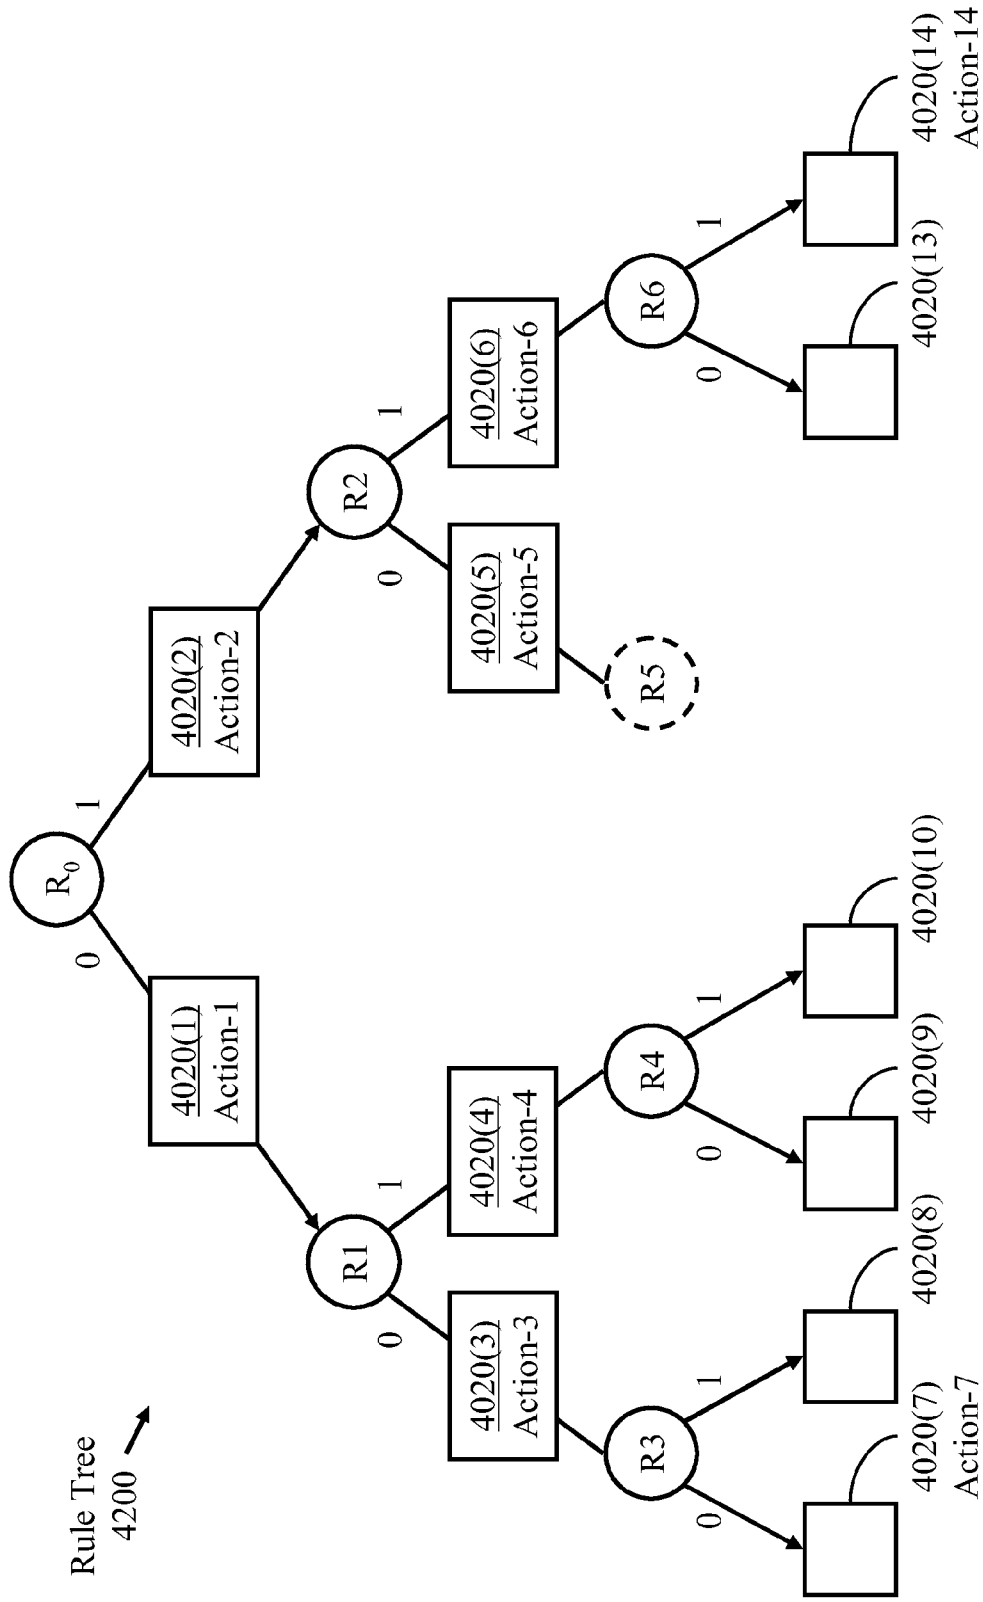 Rule Tree
4200
R0
0
1
4020(1)
Action-1
4020(2)
Action-2
R1
R2
0
1
0
1
4020(3)
Action-3
4020(4)
Action-4
4020(5)
Action-5
4020(6)
Action-6
R3
R4
R5
R6
0
1
0
1
0
1
4020(7)
Action-7
4020(8)
4020(9)
4020(10)
4020(13)
4020(14)
Action-14